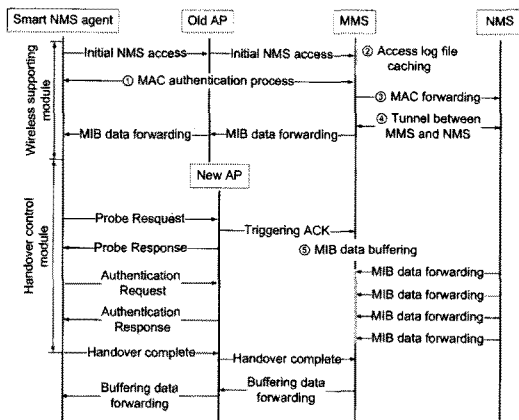 Smart NMS agent
Old AP
MMS
NMS
Initial NMS access
Initial NMS access
② Access log file
caching
① MAC authentication process
③ MAC forwarding
④ Tunnel between
MMS and NMS
MIB data forwarding
MIB data forwarding
Wireless supporting
module
New AP
Probe Resquest
Triggering ACK
Probe Response
⑤ MIB data buffering
Handover control
module
Authentication
Request
MIB data forwarding
MIB data forwarding
Authentication
Response
MIB data forwarding
MIB data forwarding
Handover complete
Handover complete
Buffering data
forwarding
Buffering data
forwarding